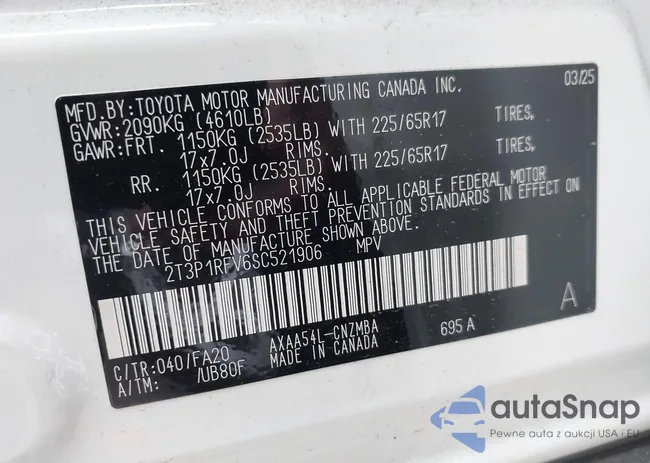 MFD.BY:TOYOTA MOTOR MANUFACTURING CANADA INC. 03/25
GVWR:2090KG (4610LB)
GAWR:FRT. 1150KG (2535LB) WITH 225/65R17 TIRES,
17x7.0J RIMS.
RR. 1150KG (2535LB) WITH 225/65R17 TIRES,
17x7.0J RIMS.
THIS VEHICLE CONFORMS TO ALL APPLICABLE FEDERAL MOTOR
VEHICLE SAFETY AND THEFT PREVENTION STANDARDS IN EFFECT ON
THE DATE OF MANUFACTURE SHOWN ABOVE.
2T3P1RFV6SC521906 MPV
A
C/TR:040/FA20 AXAA54L-CNZMBA 695A
A/TM: /UB80F MADE IN CANADA
autaSnap
Pewne auta z aukcji USA i EU